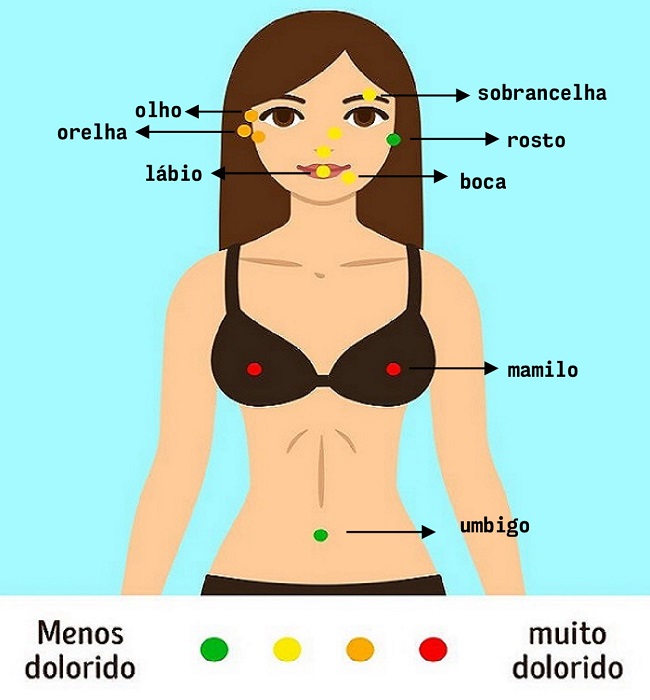 sobrancelha
olho
orelha
rosto
lábio
boca
mamilo
umbigo
Menos
dolorido
muito
dolorido